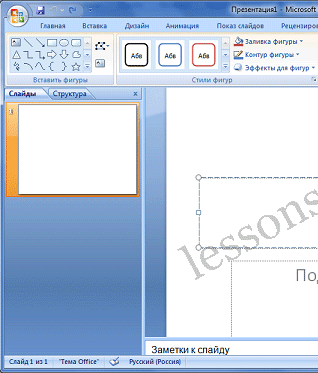 Презентация1 - Microsoft
Главная Вставка Дизайн Анимация Показ слайдов Рецензиро
Абв Абв Абв
Заливка фигуры
Контур фигуры
Эффекты для фигур
Вставить фигуры Стили фигур
Слайды Структура
1
lessons
Под
Заметки к слайду
Слайд 1 из 1 "Тема Office" Русский (Россия)